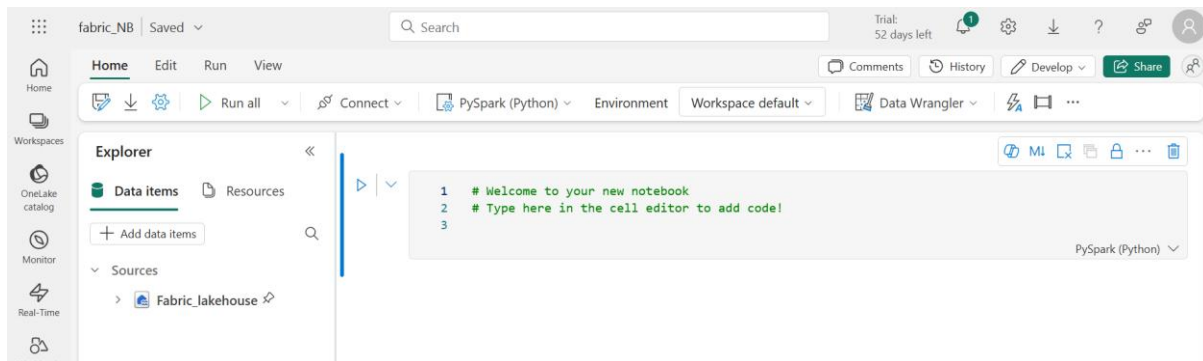 fabric_NB | Saved
Search
Trial:
52 days left
1
Home
Workspaces
OneLake
catalog
Monitor
Real-Time
Home Edit Run View
Comments History Develop Share
Run all Connect PySpark (Python) Environment Workspace default Data Wrangler ...
Explorer
Data items Resources
+ Add data items
Sources
Fabric_lakehouse
M↓
1 # Welcome to your new notebook
2 # Type here in the cell editor to add code!
3
PySpark (Python)